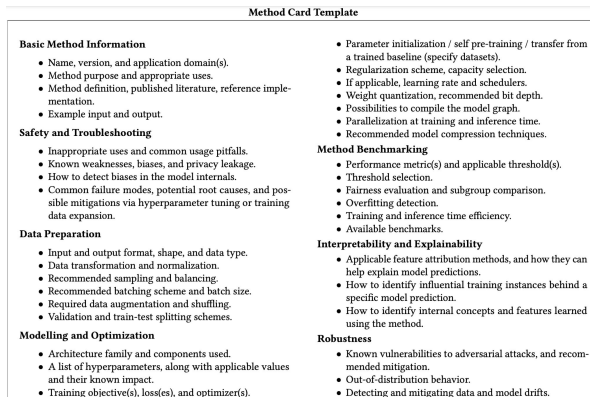 Method Card Template
Basic Method Information
• Name, version, and application domain(s).
• Method purpose and appropriate uses.
• Method definition, published literature, reference imple-
mentation.
• Example input and output.
Safety and Troubleshooting
• Inappropriate uses and common usage pitfalls.
• Known weaknesses, biases, and privacy leakage.
• How to detect biases in the model internals.
• Common failure modes, potential root causes, and pos-
sible mitigations via hyperparameter tuning or training
data expansion.
Data Preparation
• Input and output format, shape, and data type.
• Data transformation and normalization.
• Recommended sampling and balancing.
• Recommended batching scheme and batch size.
• Required data augmentation and shuffling.
• Validation and train-test splitting schemes.
Modelling and Optimization
• Architecture family and components used.
• A list of hyperparameters, along with applicable values
and their known impact.
• Training objective(s), loss(es), and optimizer(s).
• Parameter initialization / self pre-training / transfer from
a trained baseline (specify datasets).
• Regularization scheme, capacity selection.
• If applicable, learning rate and schedulers.
• Weight quantization, recommended bit depth.
• Possibilities to compile the model graph.
• Parallelization at training and inference time.
• Recommended model compression techniques.
Method Benchmarking
• Performance metric(s) and applicable threshold(s).
• Threshold selection.
• Fairness evaluation and subgroup comparison.
• Overfitting detection.
• Training and inference time efficiency.
• Available benchmarks.
Interpretability and Explainability
• Applicable feature attribution methods, and how they can
help explain model predictions.
• How to identify influential training instances behind a
specific model prediction.
• How to identify internal concepts and features learned
using the method.
Robustness
• Known vulnerabilities to adversarial attacks, and recom-
mended mitigation.
• Out-of-distribution behavior.
• Detecting and mitigating data and model drifts.